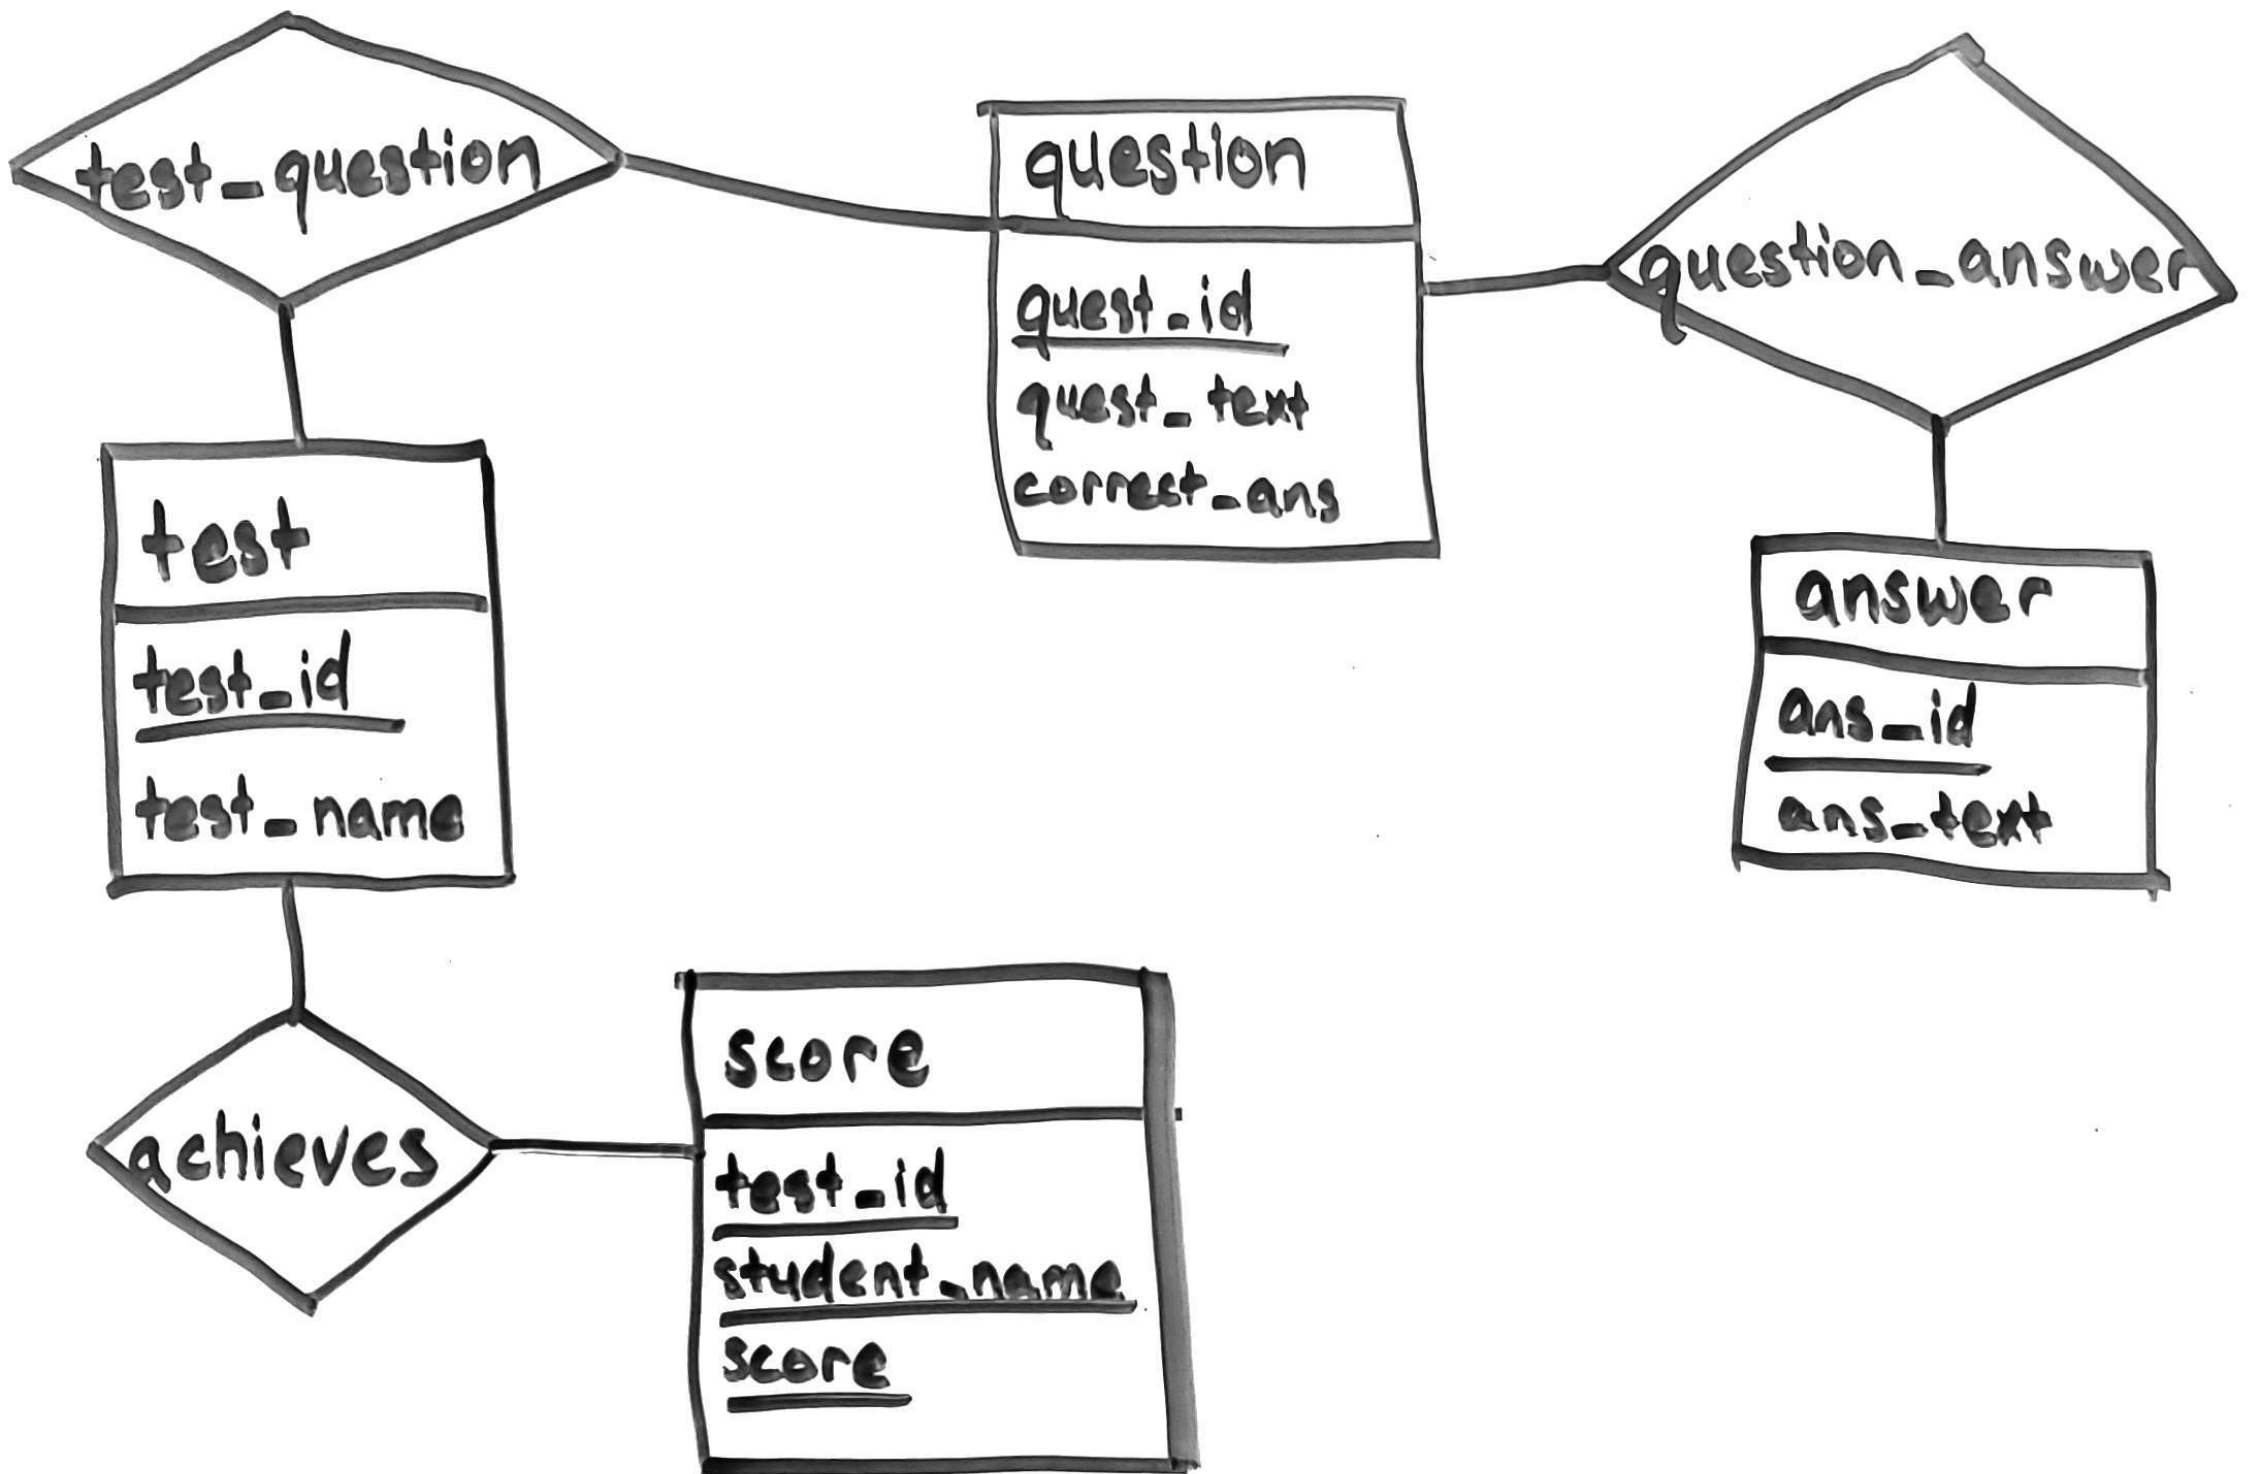 test_question
question
quest_id
quest_text
correct_ans
question_answer
test
test_id
test_name
answer
ans_id
ans_text
achieves
score
test_id
student_name
score